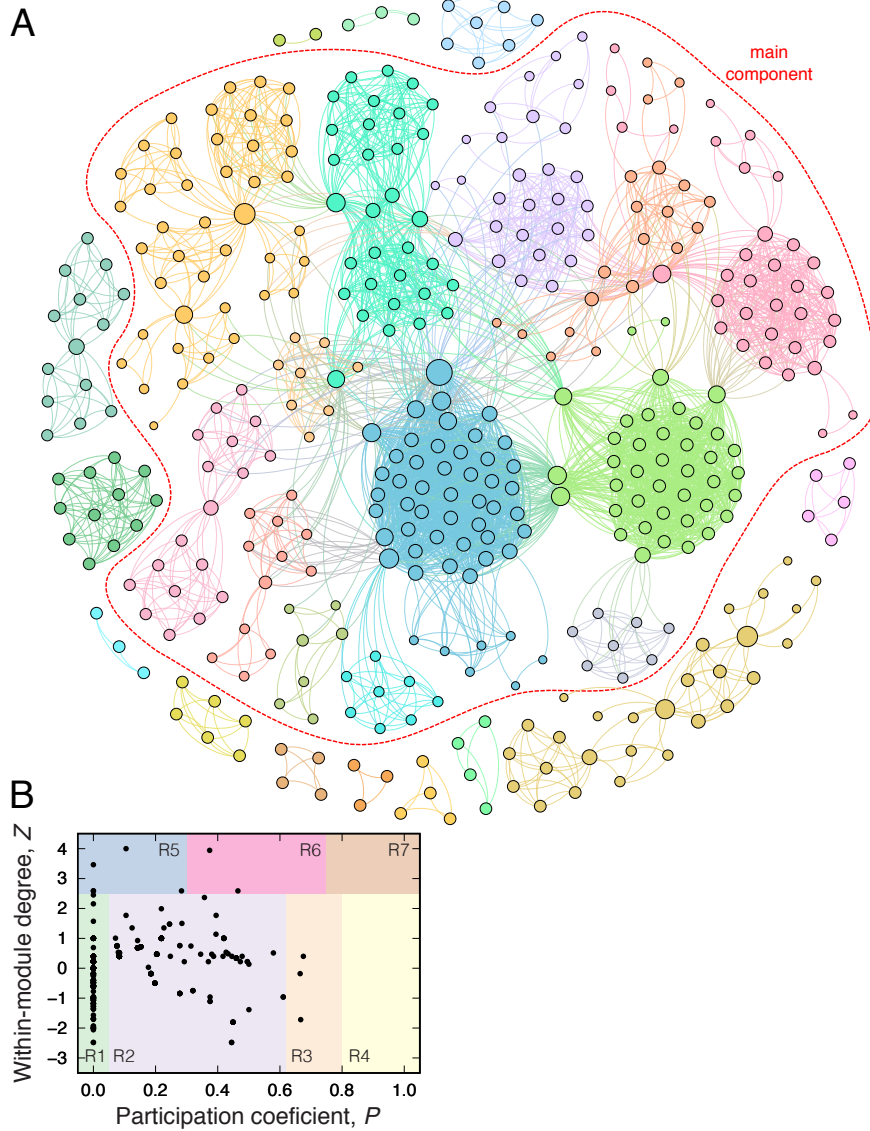 A
main
component
B
Within-module degree, Z
4
3
2
1
0
−1
−2
−3
R5
R6
R7
R1
R2
R3
R4
0.0
0.2
0.4
0.6
0.8
1.0
Participation coeficient, P